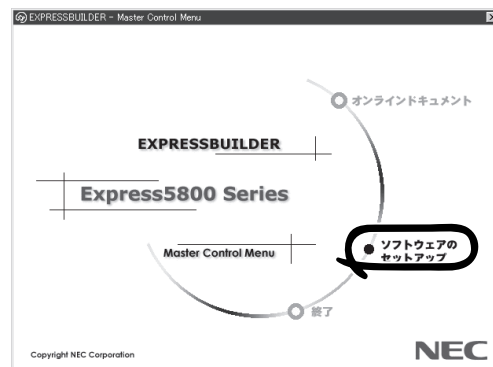 EXPRESSBUILDER - Master Control Menu
オンラインドキュメント
EXPRESSBUILDER
Express5800 Series
Master Control Menu
ソフトウェアの
セットアップ
終了
Copyright NEC Corporation
NEC